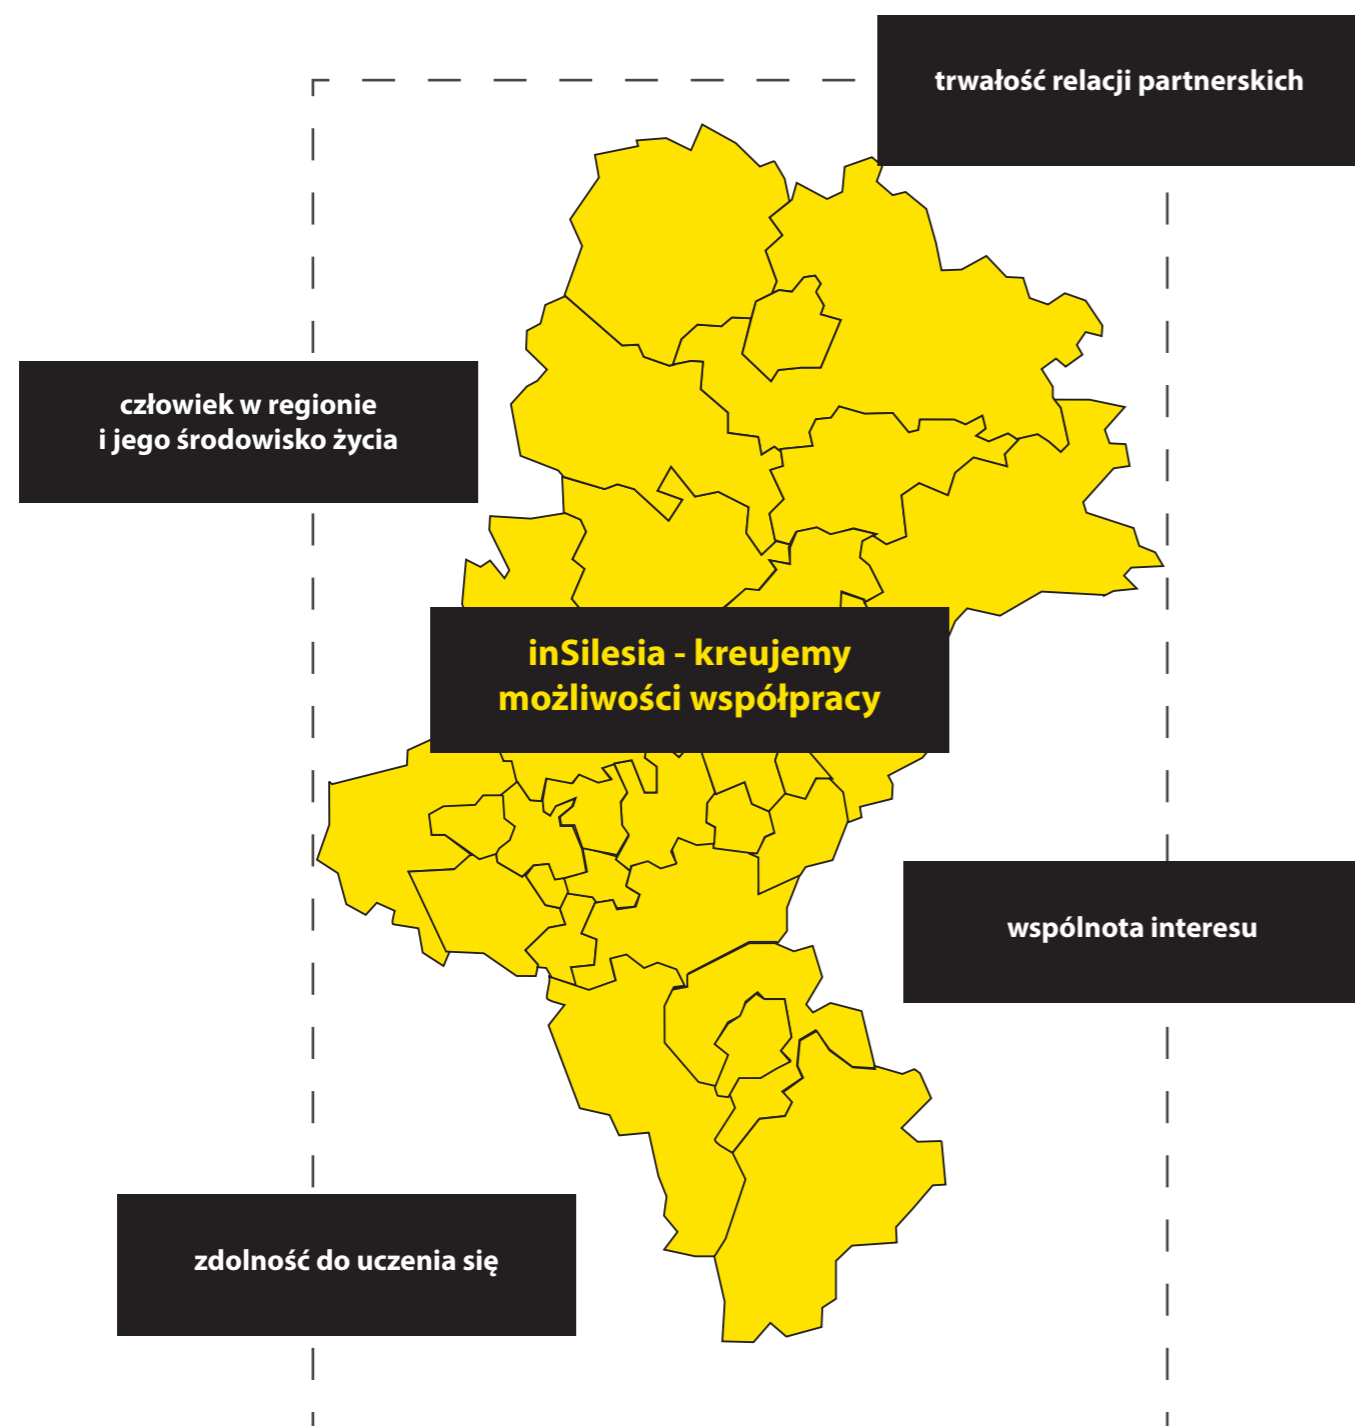 trwałość relacji partnerskich
człowiek w regionie
i jego środowisko życia
inSilesia - kreujemy
możliwości współpracy
wspólnota interesu
zdolność do uczenia się